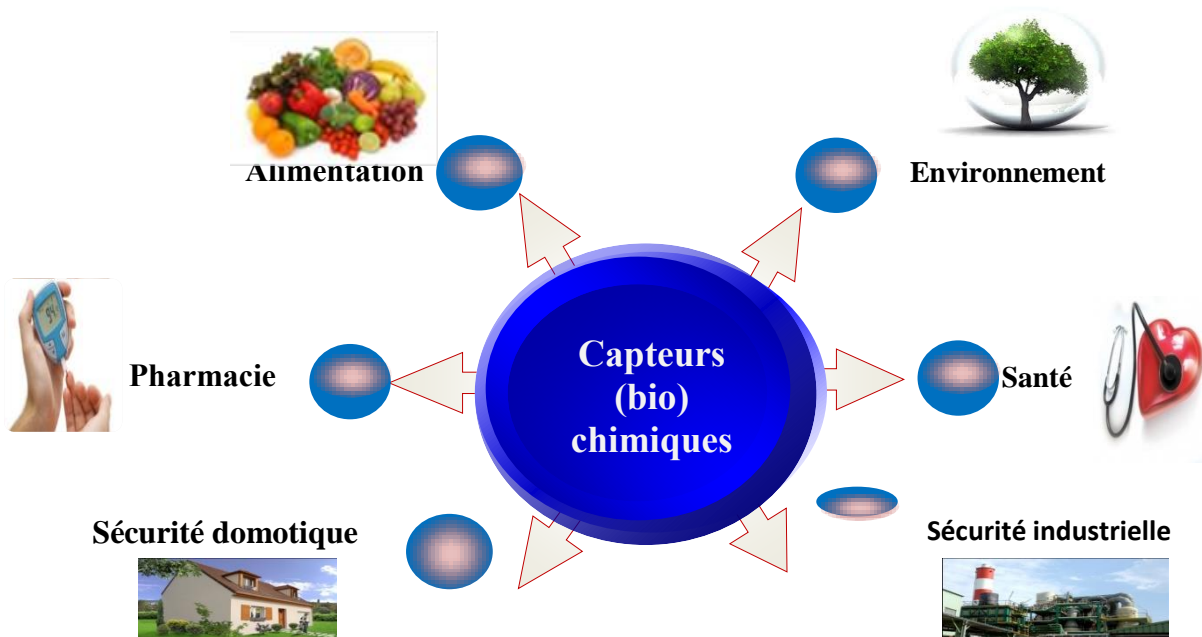 Alimentation
Environnement
Pharmacie
Capteurs
(bio)
chimiques
Santé
Sécurité domotique
Sécurité industrielle